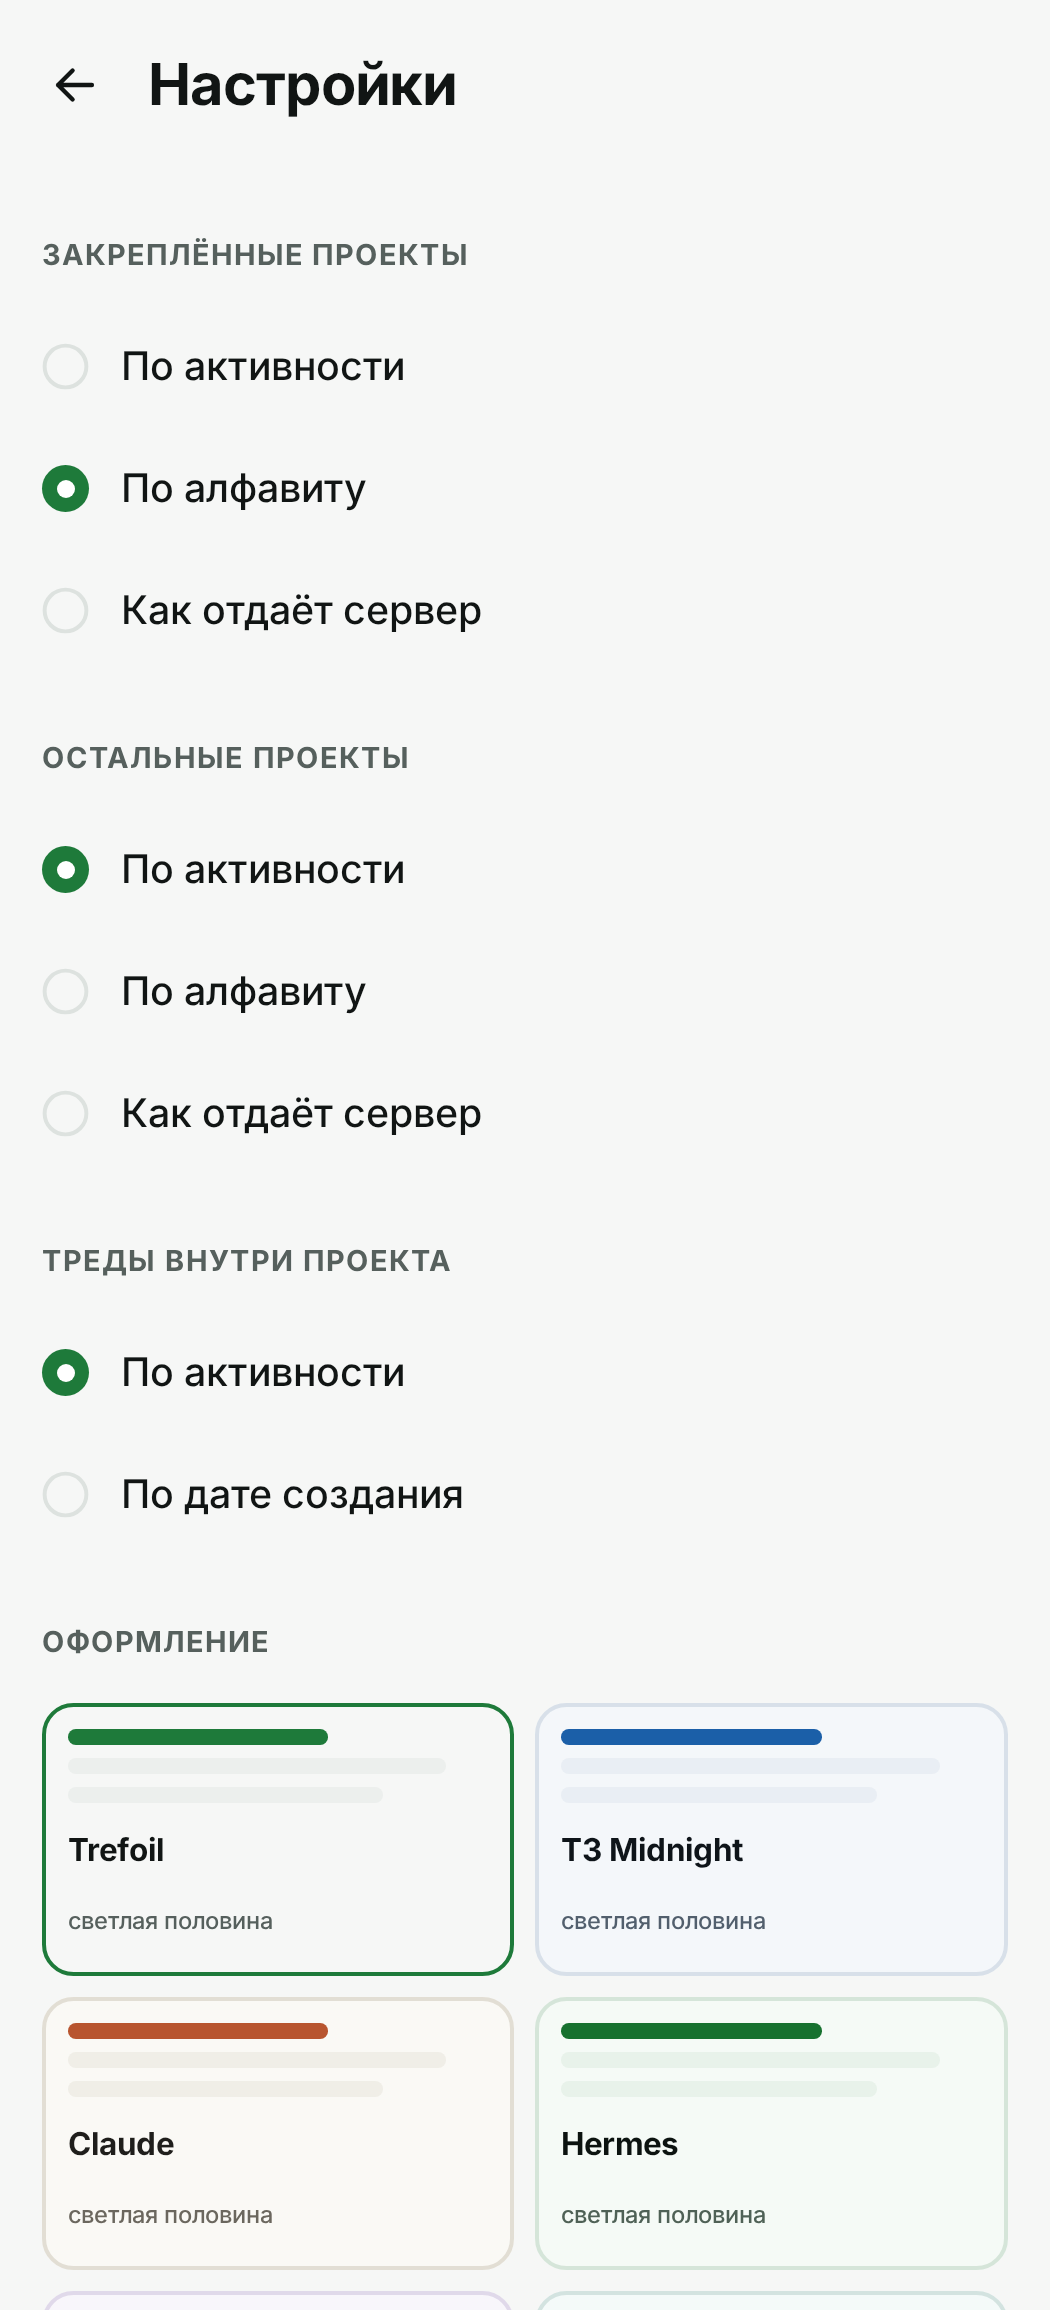 Настройки
ЗАКРЕПЛЁННЫЕ ПРОЕКТЫ
По активности
По алфавиту
Как отдаёт сервер
ОСТАЛЬНЫЕ ПРОЕКТЫ
По активности
По алфавиту
Как отдаёт сервер
ТРЕДЫ ВНУТРИ ПРОЕКТА
По активности
По дате создания
ОФОРМЛЕНИЕ
Trefoil
светлая половина
T3 Midnight
светлая половина
Claude
светлая половина
Hermes
светлая половина